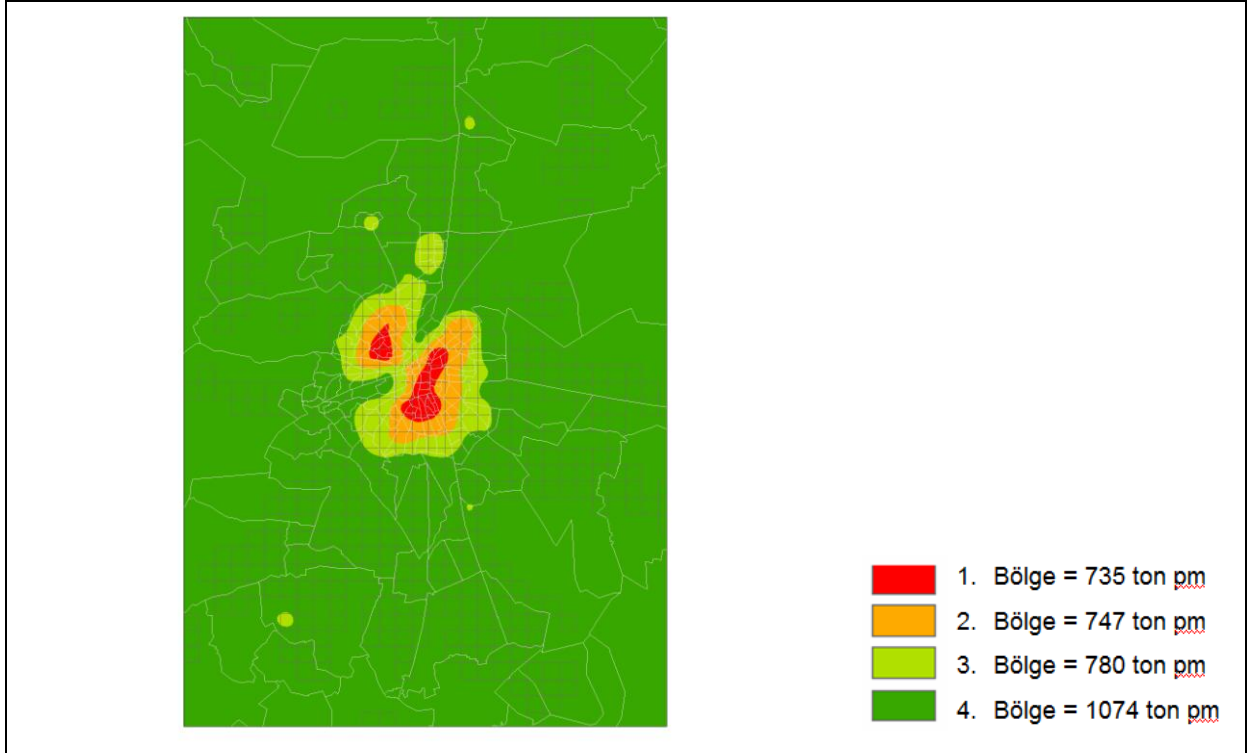 1. Bölge = 735 ton pm
2. Bölge = 747 ton pm
3. Bölge = 780 ton pm
4. Bölge = 1074 ton pm